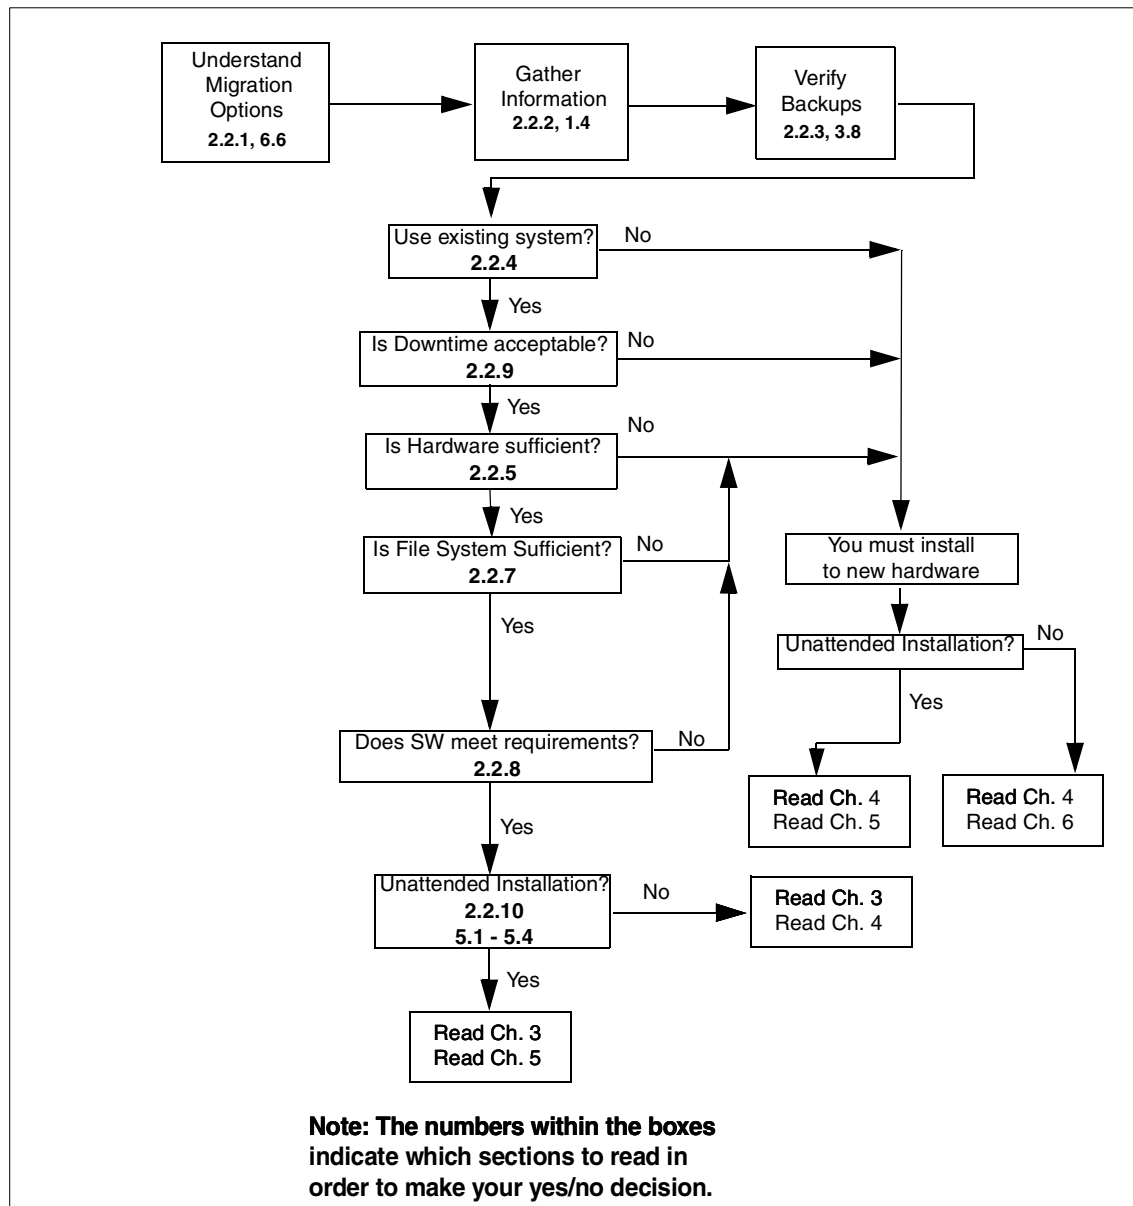 Understand
Migration
Options
2.2.1, 6.6
Gather
Information
2.2.2, 1.4
Verify
Backups
2.2.3, 3.8
Use existing system?
2.2.4
No
Yes
Is Downtime acceptable?
2.2.9
No
Yes
Is Hardware sufficient?
2.2.5
No
Yes
Is File System Sufficient?
2.2.7
No
Yes
You must install
to new hardware
Unattended Installation?
No
Yes
Does SW meet requirements?
2.2.8
No
Yes
Read Ch. 4
Read Ch. 5
Read Ch. 4
Read Ch. 6
Unattended Installation?
2.2.10
5.1 - 5.4
No
Yes
Read Ch. 3
Read Ch. 4
Read Ch. 3
Read Ch. 5
Note: The numbers within the boxes
indicate which sections to read in
order to make your yes/no decision.